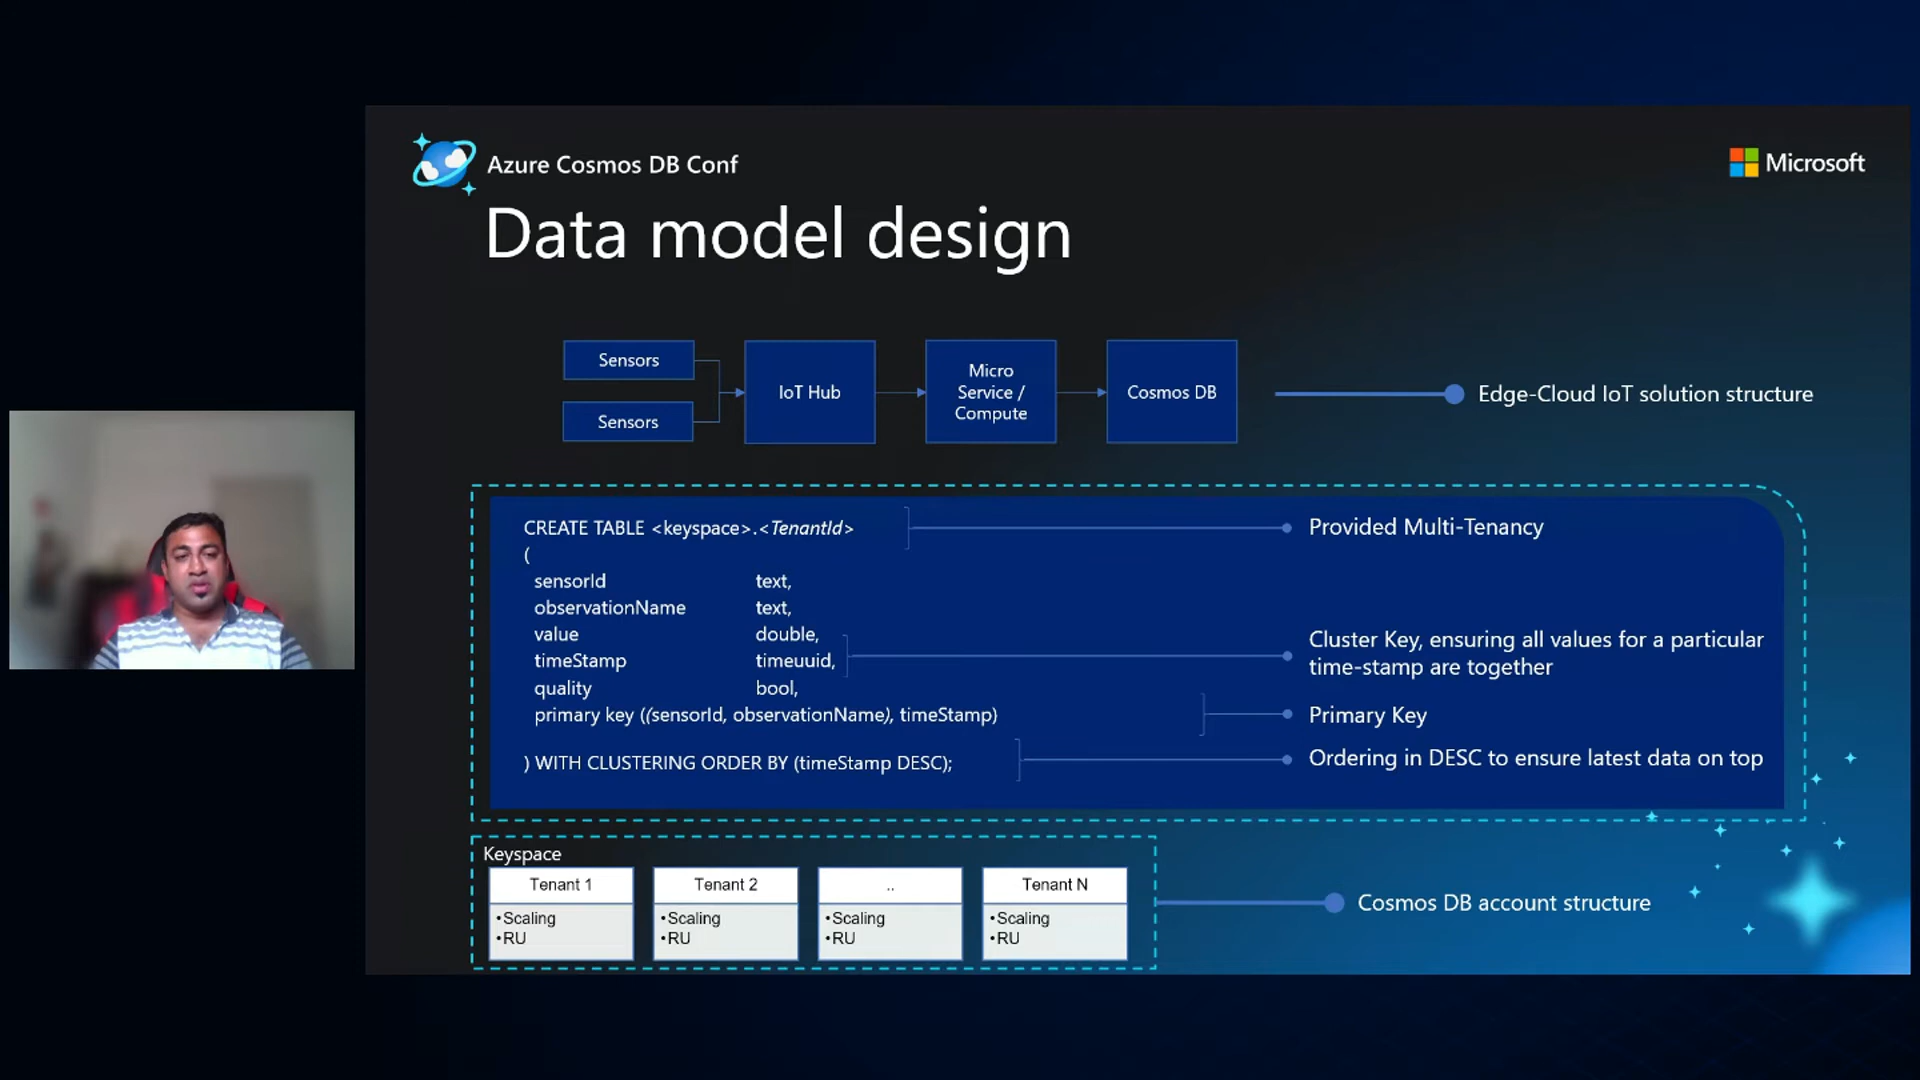 Azure Cosmos DB Conf
Microsoft
Data model design
Sensors
Sensors
IoT Hub
Micro
Service /
Compute
Cosmos DB
Edge-Cloud IoT solution structure
CREATE TABLE <keyspace>.<TenantId>
Provided Multi-Tenancy
(
sensorId text,
observationName text,
value double,
timeStamp timeuuid,
Cluster Key, ensuring all values for a particular
time-stamp are together
quality bool,
primary key ((sensorId, observationName), timeStamp)
Primary Key
) WITH CLUSTERING ORDER BY (timeStamp DESC);
Ordering in DESC to ensure latest data on top
Keyspace
Tenant 1
•Scaling
•RU
Tenant 2
•Scaling
•RU
..
•Scaling
•RU
Tenant N
•Scaling
•RU
Cosmos DB account structure